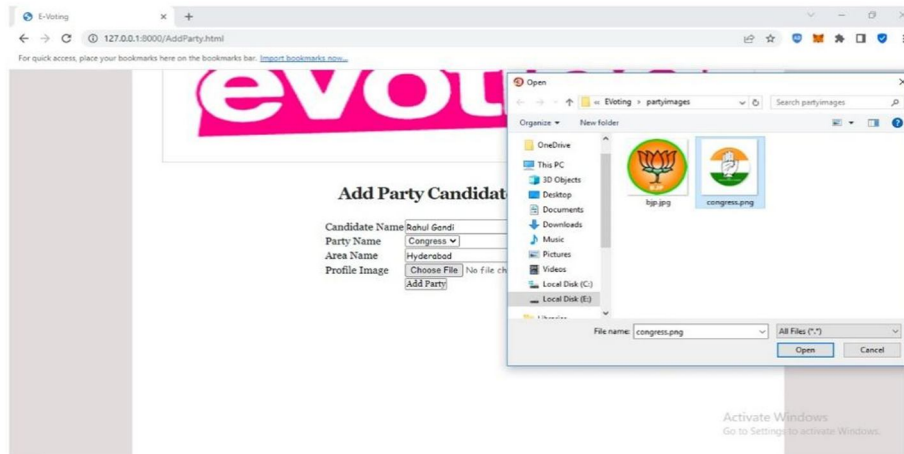 E-Voting
127.0.0.1:8000/AddParty.html
For quick access, place your bookmarks here on the bookmarks bar. Import bookmarks now...
Add Party Candidat
Candidate Name Rahul Gandi
Party Name Congress
Area Name Hyderabad
Profile Image Choose File No file ch
Add Party
Open
« EVoting › partyimages
Search partyimages
Organize
New folder
OneDrive
This PC
3D Objects
Desktop
Documents
Downloads
Music
Pictures
Videos
Local Disk (C:)
Local Disk (E:)
bjp.jpg
congress.png
File name: congress.png
All Files (*.*)
Open
Cancel
Activate Windows
Go to Settings to activate Windows.